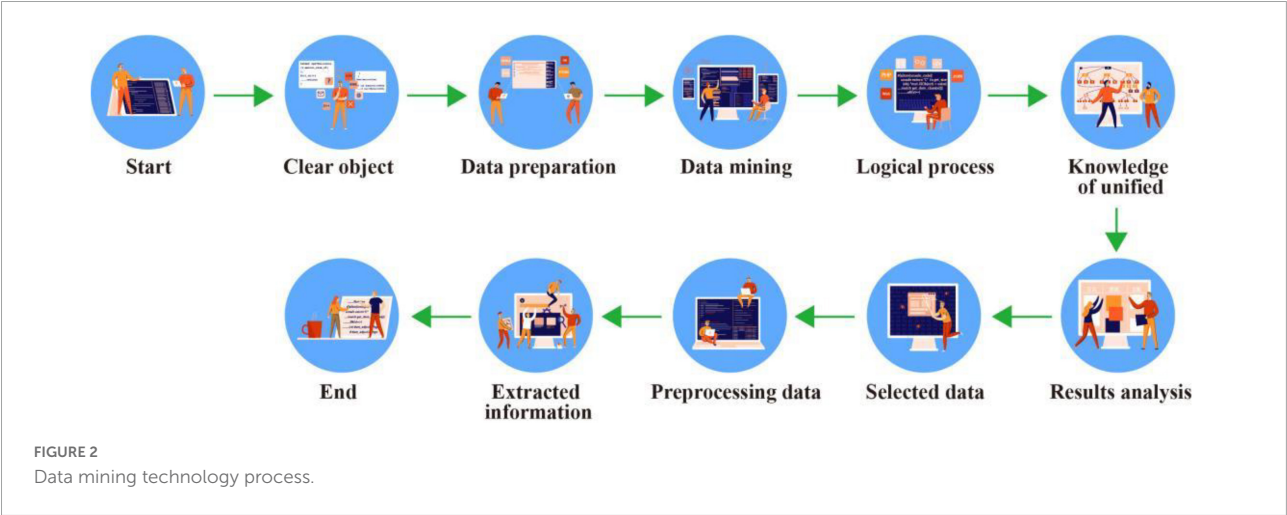 Start
Clear object
Data preparation
Data mining
Logical process
Knowledge
of unified
End
Extracted
information
Preprocessing data
Selected data
Results analysis
FIGURE 2
Data mining technology process.